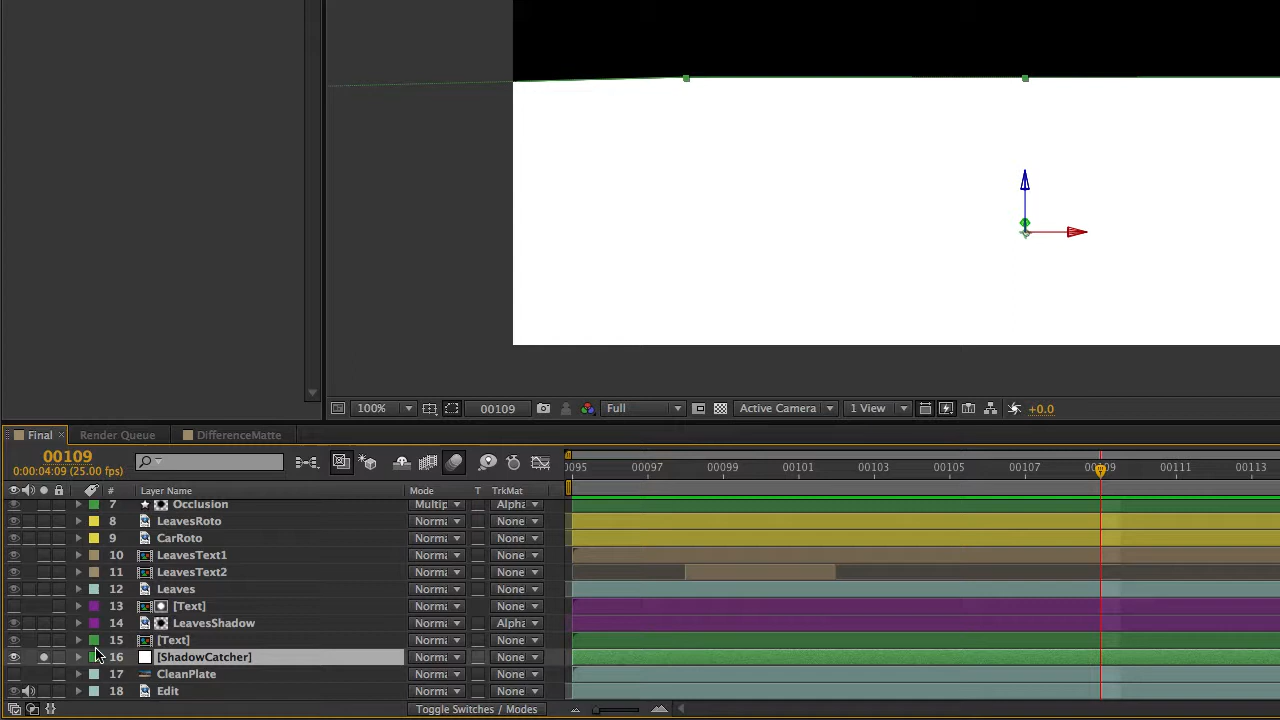 100% 00109 Full Active Camera 1 View +0.0
Final Render Queue DifferenceMatte
00109
0:00:04:09 (25.00 fps)
0095 00097 00099 00101 00103 00105 00107 00109 00111 00113
# Layer Name Mode T TrkMat
7 Occlusion Multip Alpha
8 LeavesRoto Norma None
9 CarRoto Norma None
10 LeavesText1 Norma None
11 LeavesText2 Norma None
12 Leaves Norma None
13 [Text] Norma None
14 LeavesShadow Norma Alpha
15 [Text] Norma None
16 [ShadowCatcher] Norma None
17 CleanPlate Norma None
18 Edit Norma None
Toggle Switches / Modes